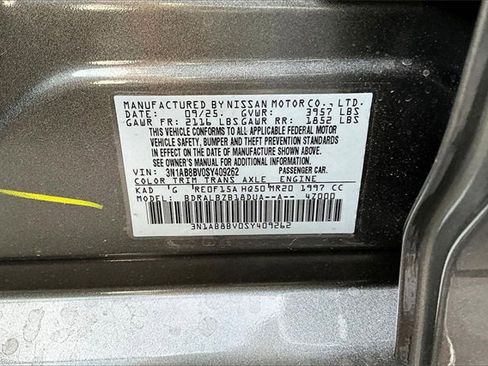 MANUFACTURED BY NISSAN MOTOR CO., LTD.
DATE: 09/25. GVWR: 3957 LBS
GAWR FR: 2116 LBS GAWR RR: 1852 LBS
THIS VEHICLE CONFORMS TO ALL APPLICABLE FEDERAL MOTOR
VEHICLE SAFETY, BUMPER, AND THEFT PREVENTION STANDARDS
IN EFFECT ON THE DATE OF MANUFACTURE SHOWN ABOVE.
SEE OWNER'S MANUAL FOR ADDITIONAL INFORMATION.
VIN: 3N1AB8BV0SY409262 PASSENGER CAR.
COLOR TRIM TRANS AXLE ENGINE
KAD G RE0F15A H050 MR20 1997 CC
MODEL: BDRALBZB18DUA--A-- 4Z000
3N1AB8BV0SY409262